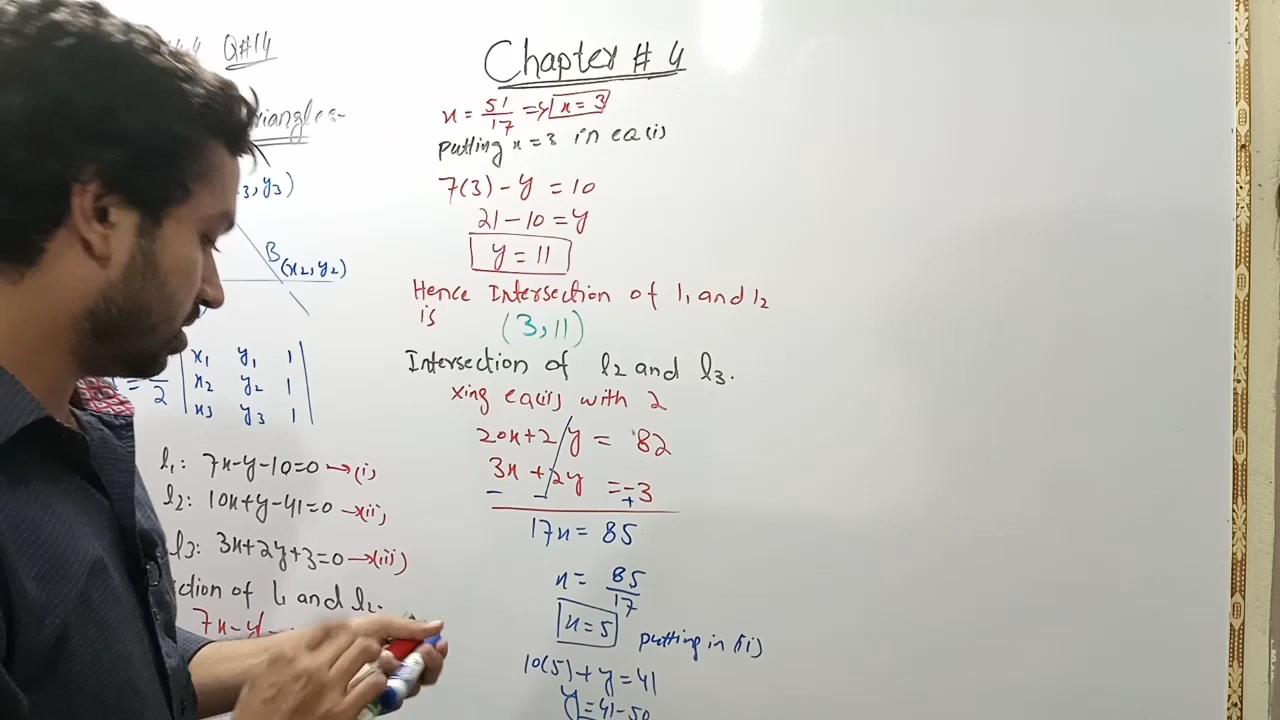 Q#14
riangles-
3, y3)
B(x2, y2)
= 1/2 | x1 y1 1 |
| x2 y2 1 |
| x3 y3 1 |
l1: 7x-y-10=0 →(i)
l2: 10x+y-41=0 →(ii)
l3: 3x+2y+3=0 →(iii)
ction of l1 and l2.
7x-y
Chapter # 4
x = 51/17 => x = 3
putting x = 3 in eq(i)
7(3) - y = 10
21 - 10 = y
y = 11
Hence Intersection of l1 and l2
is (3, 11)
Intersection of l2 and l3.
xing eq(ii) with 2
20x+2y = 82
3x + 2y = -3
- - +
17x = 85
x = 85/17
x = 5 putting in (ii)
10(5) + y = 41
y = 41-50